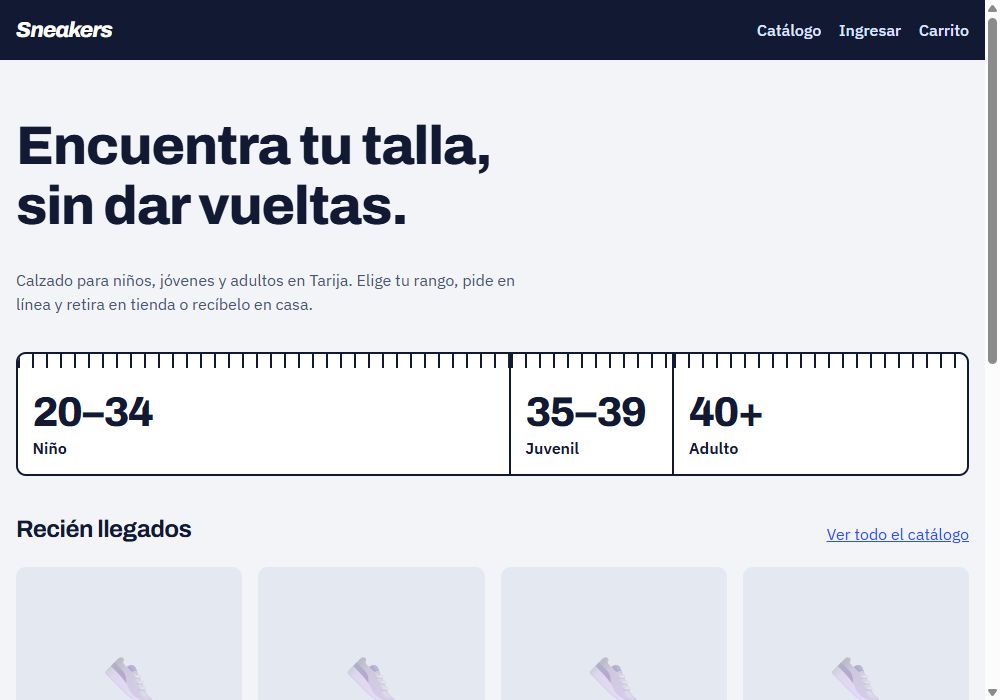 Sneakers
Catálogo Ingresar Carrito
Encuentra tu talla,
sin dar vueltas.
Calzado para niños, jóvenes y adultos en Tarija. Elige tu rango, pide en
línea y retira en tienda o recíbelo en casa.
20–34 35–39 40+
Niño Juvenil Adulto
Recién llegados
Ver todo el catálogo